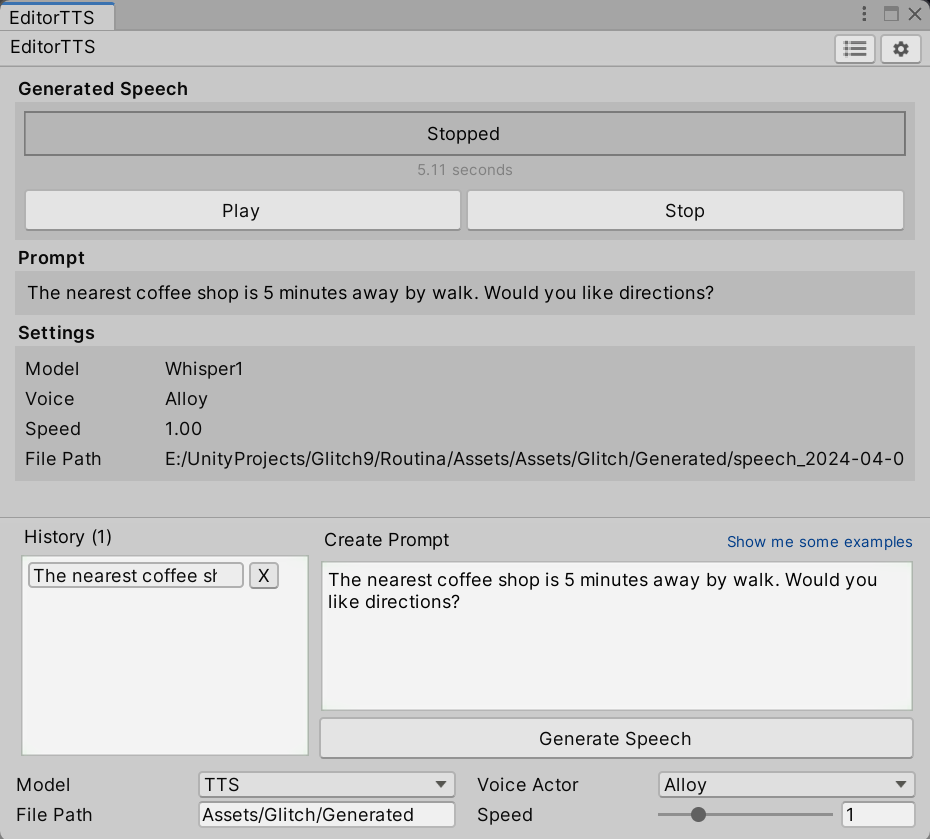 EditorTTS
EditorTTS
Generated Speech
Stopped
5.11 seconds
Play Stop
Prompt
The nearest coffee shop is 5 minutes away by walk. Would you like directions?
Settings
Model Whisper1
Voice Alloy
Speed 1.00
File Path E:/UnityProjects/Glitch9/Routina/Assets/Assets/Glitch/Generated/speech_2024-04-0
History (1)
The nearest coffee sh X
Create Prompt Show me some examples
The nearest coffee shop is 5 minutes away by walk. Would you
like directions?
Generate Speech
Model TTS Voice Actor Alloy
File Path Assets/Glitch/Generated Speed 1